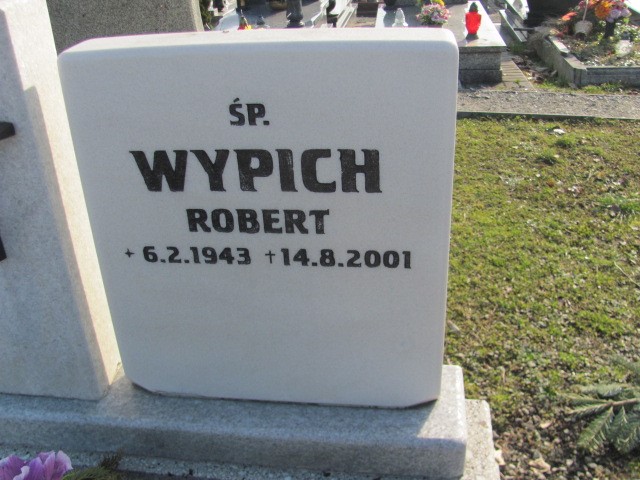 ŚP.
WYPICH
ROBERT
+ 6.2.1943 † 14.8.2001